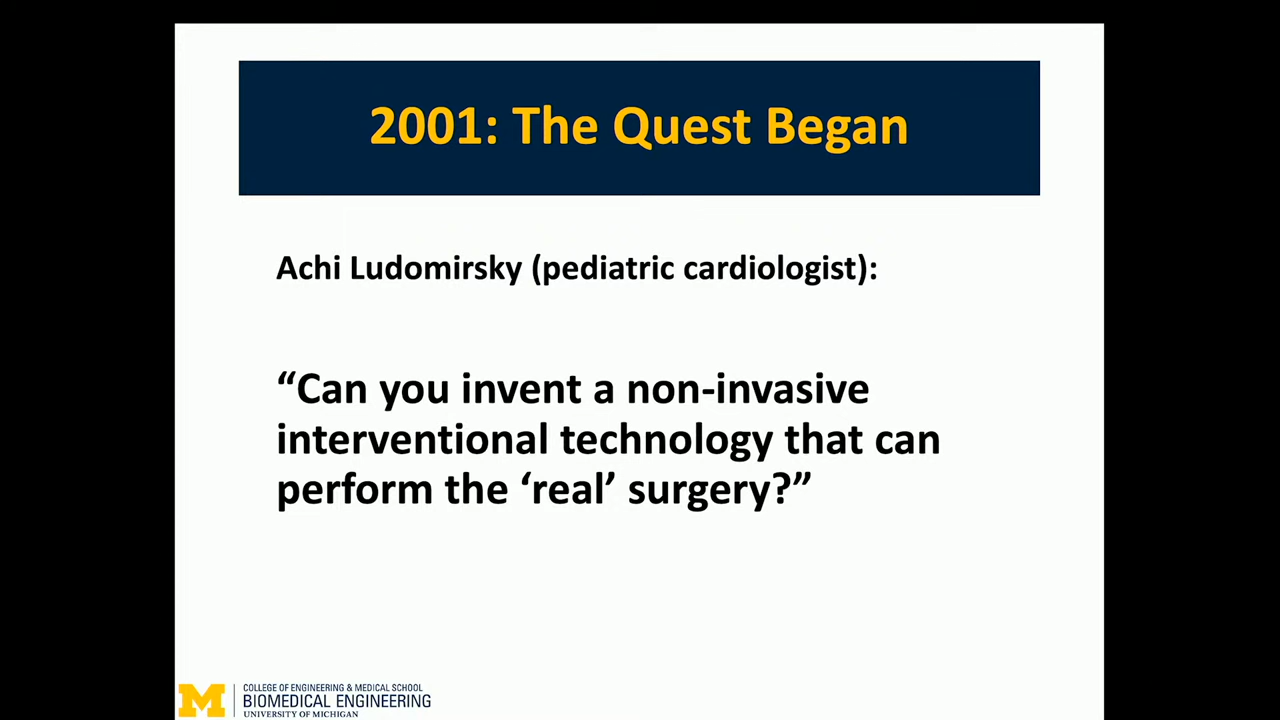 2001: The Quest Began
Achi Ludomirsky (pediatric cardiologist):
“Can you invent a non-invasive
interventional technology that can
perform the ‘real’ surgery?”
M
COLLEGE OF ENGINEERING & MEDICAL SCHOOL
BIOMEDICAL ENGINEERING
UNIVERSITY OF MICHIGAN